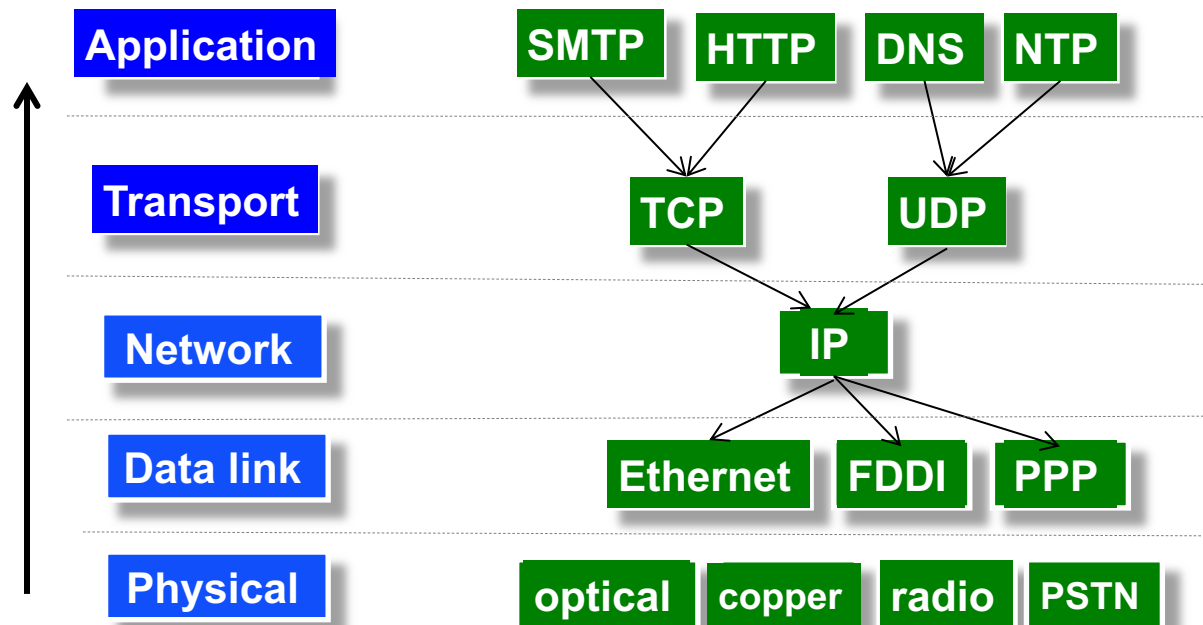 Application SMTP HTTP DNS NTP
Transport TCP UDP
Network IP
Data link Ethernet FDDI PPP
Physical optical copper radio PSTN